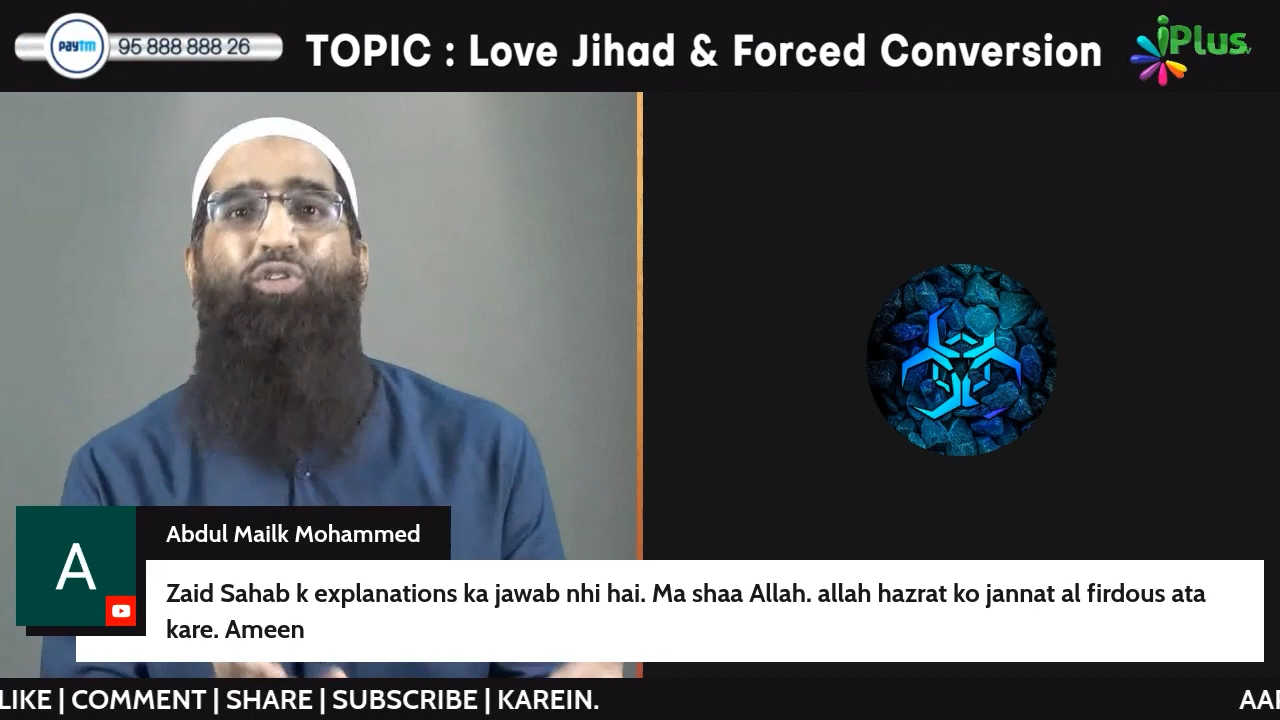 paytm 95 888 888 26
TOPIC : Love Jihad & Forced Conversion
iPlus
A
Abdul Mailk Mohammed
Zaid Sahab k explanations ka jawab nhi hai. Ma shaa Allah. allah hazrat ko jannat al firdous ata
kare. Ameen
LIKE | COMMENT | SHARE | SUBSCRIBE | KAREIN.